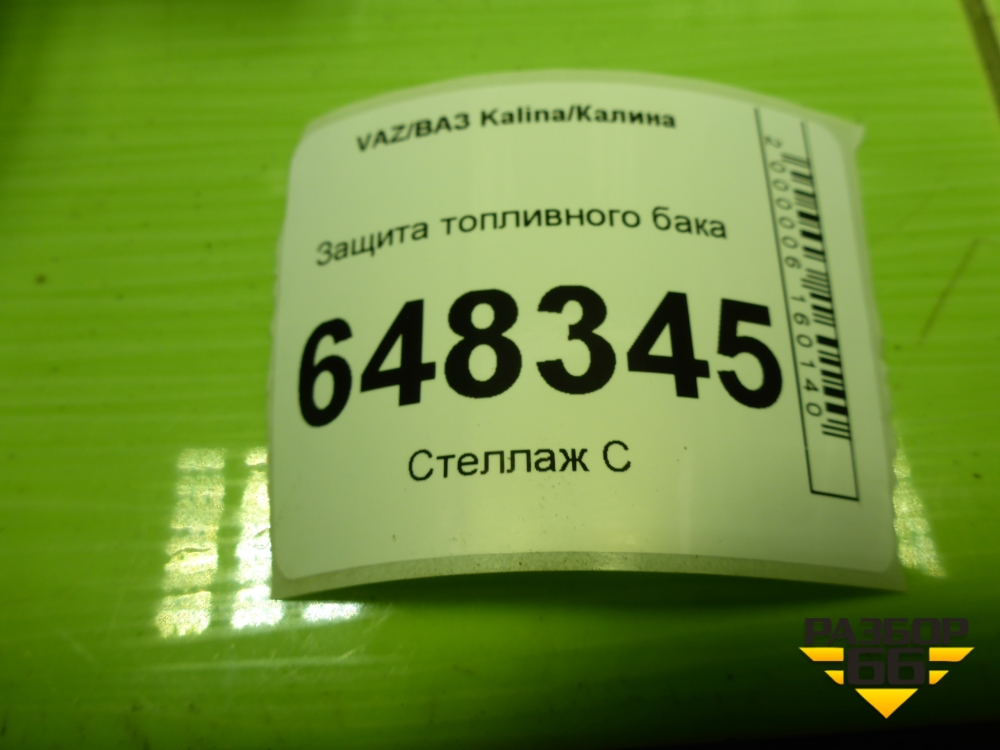 VAZ/ВАЗ Kalina/Калина
Защита топливного бака
648345
Стеллаж С
2000006160140
РАЗБОР
66